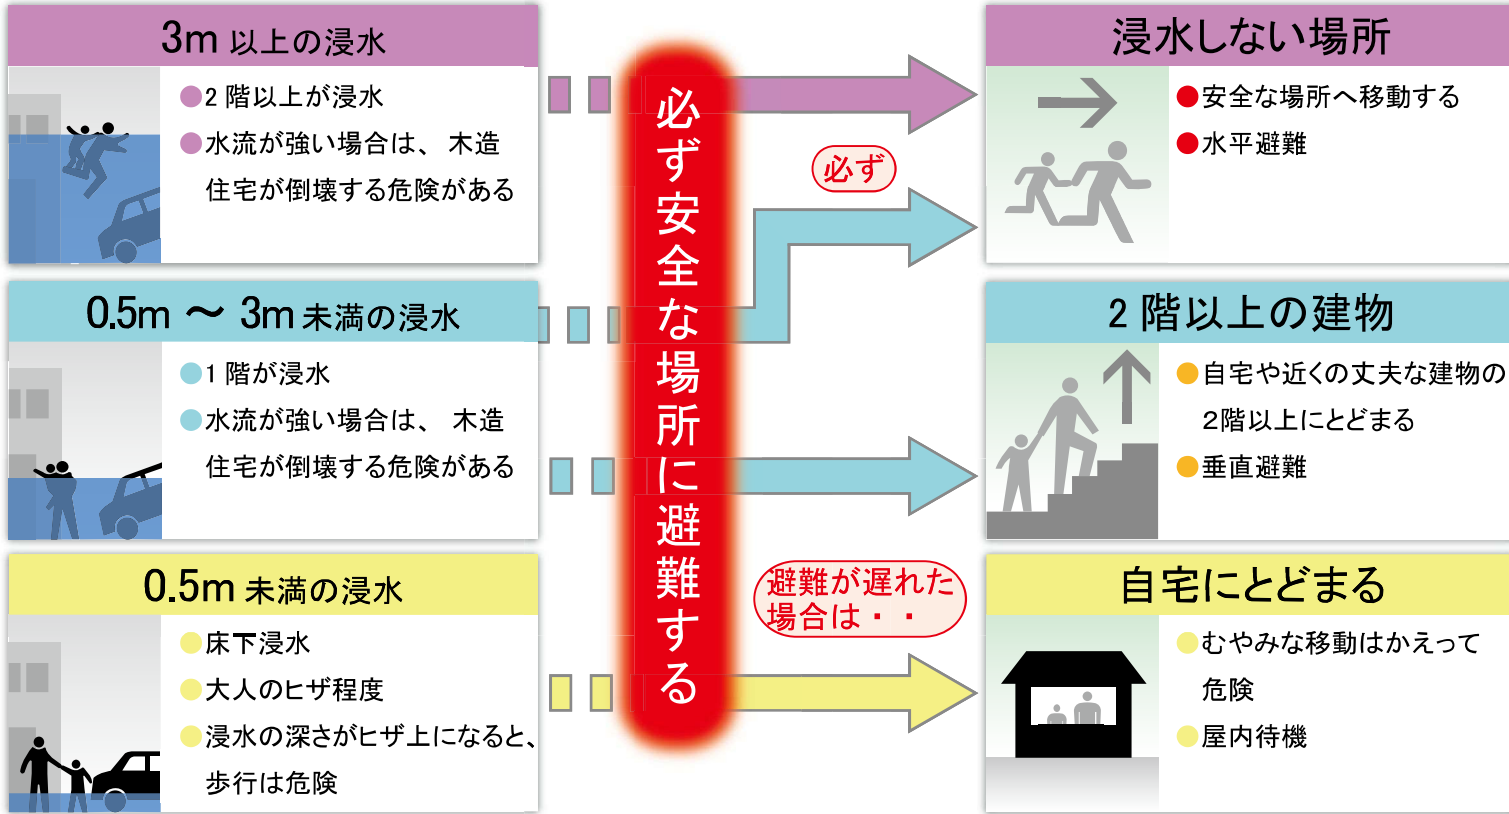 3m 以上の浸水
●2 階以上が浸水
●水流が強い場合は、 木造
住宅が倒壊する危険がある
0.5m ～ 3m 未満の浸水
●1 階が浸水
●水流が強い場合は、 木造
住宅が倒壊する危険がある
0.5m 未満の浸水
●床下浸水
●大人のヒザ程度
●浸水の深さがヒザ上になると、
歩行は危険
必ず安全な場所に避難する
必ず
避難が遅れた
場合は・・
浸水しない場所
●安全な場所へ移動する
●水平避難
2 階以上の建物
●自宅や近くの丈夫な建物の
2階以上にとどまる
●垂直避難
自宅にとどまる
●むやみな移動はかえって
危険
●屋内待機